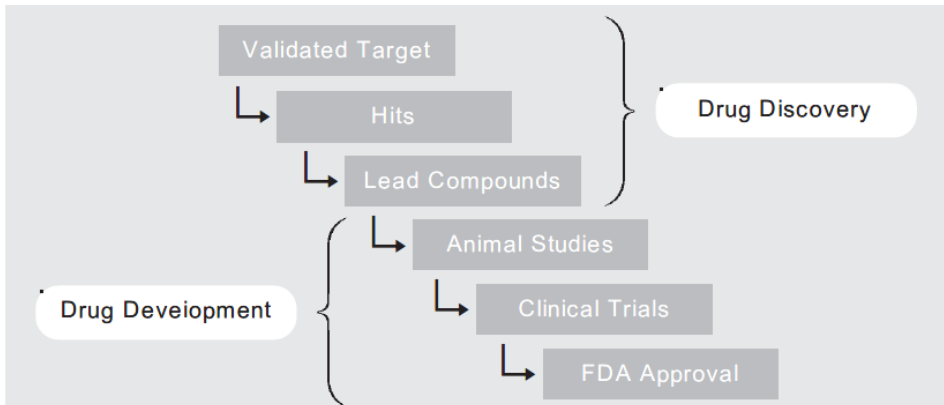 Validated Target
Hits
Drug Discovery
Lead Compounds
Animal Studies
Drug Deveiopment
Clinical Trials
FDA Approval